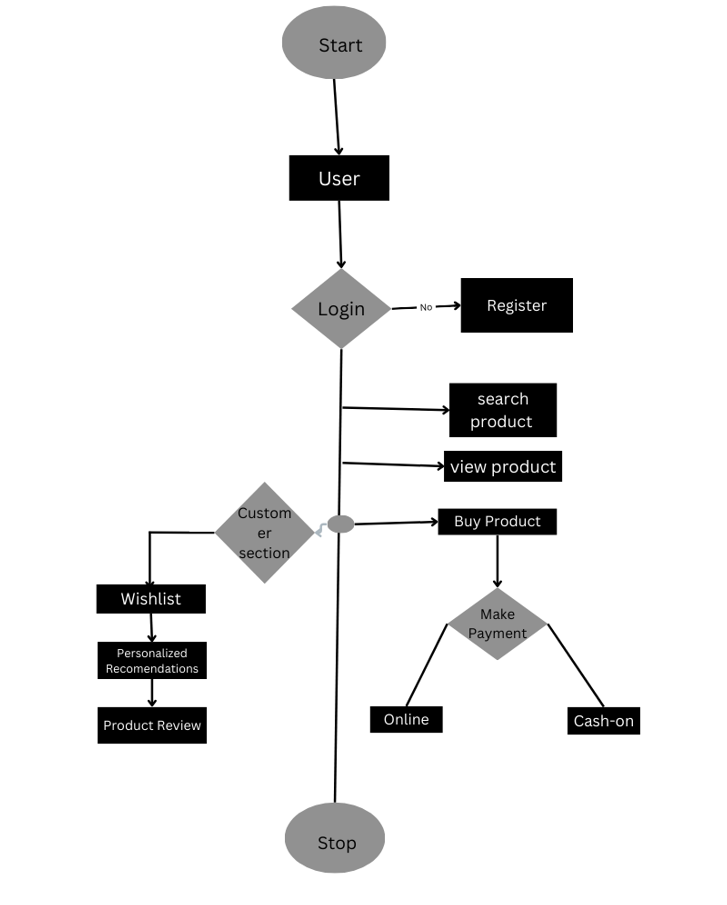 Start
User
Login
No
Register
search
product
view product
Custom
er
section
Buy Product
Wishlist
Make
Payment
Personalized
Recomendations
Product Review
Online
Cash-on
Stop